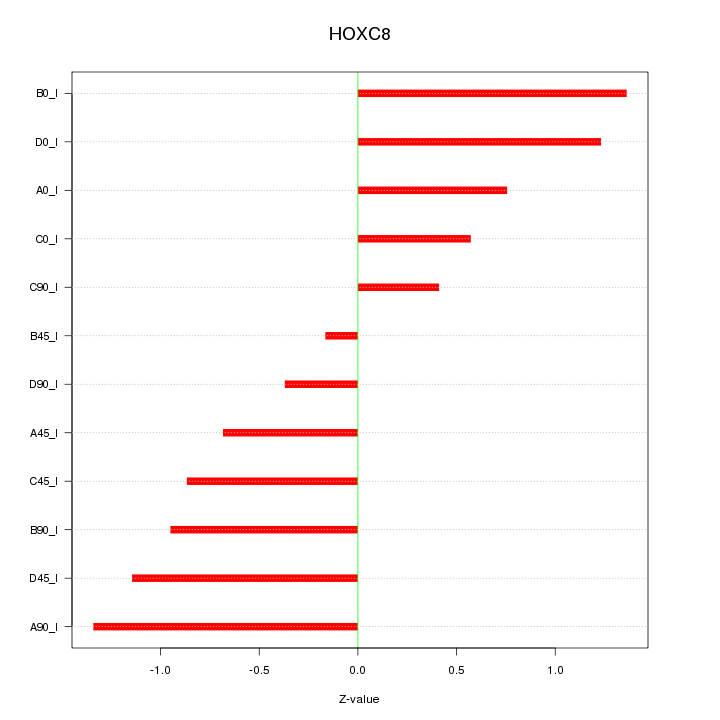 HOXC8
B0_I
D0_I
A0_I
C0_I
C90_I
B45_I
D90_I
A45_I
C45_I
B90_I
D45_I
A90_I
-1.0 -0.5 0.0 0.5 1.0
Z-value